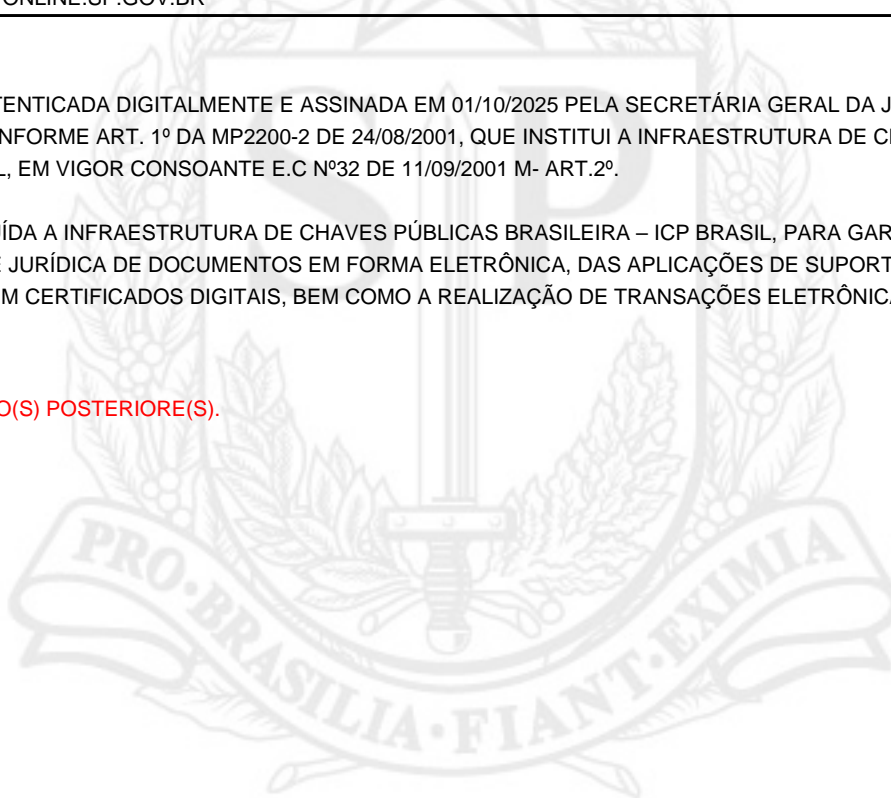 ONLINE.SP.GOV.BR
TENTICADA DIGITALMENTE E ASSINADA EM 01/10/2025 PELA SECRETÁRIA GERAL DA J
NFORME ART. 1º DA MP2200-2 DE 24/08/2001, QUE INSTITUI A INFRAESTRUTURA DE C
L, EM VIGOR CONSOANTE E.C Nº32 DE 11/09/2001 M- ART.2º.
ÍDA A INFRAESTRUTURA DE CHAVES PÚBLICAS BRASILEIRA – ICP BRASIL, PARA GAR
E JURÍDICA DE DOCUMENTOS EM FORMA ELETRÔNICA, DAS APLICAÇÕES DE SUPORT
M CERTIFICADOS DIGITAIS, BEM COMO A REALIZAÇÃO DE TRANSAÇÕES ELETRÔNICA
O(S) POSTERIORE(S).
SP
PRO·BRASILIA·FIANT·EXIMIA